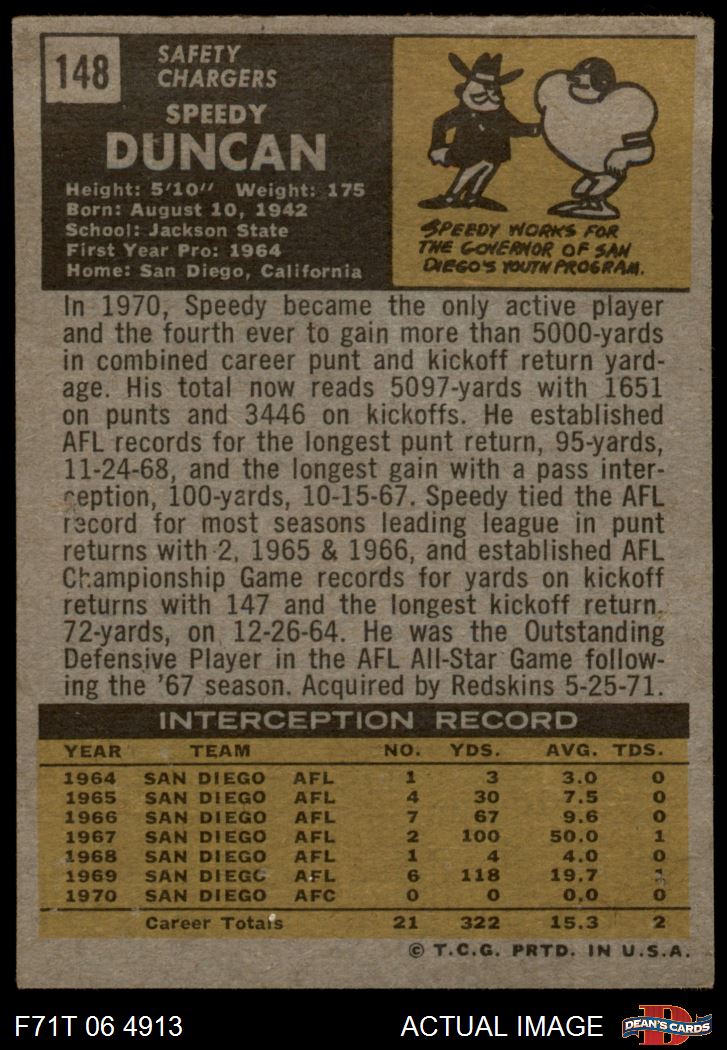 148
SAFETY
CHARGERS
SPEEDY
DUNCAN
Height: 5'10" Weight: 175
Born: August 10, 1942
School: Jackson State
First Year Pro: 1964
Home: San Diego, California
SPEEDY WORKS FOR
THE GOVERNOR OF SAN
DIEGO'S YOUTH PROGRAM.
In 1970, Speedy became the only active player
and the fourth ever to gain more than 5000-yards
in combined career punt and kickoff return yard-
age. His total now reads 5097-yards with 1651
on punts and 3446 on kickoffs. He established
AFL records for the longest punt return, 95-yards,
11-24-68, and the longest gain with a pass inter-
ception, 100-yards, 10-15-67. Speedy tied the AFL
record for most seasons leading league in punt
returns with 2, 1965 & 1966, and established AFL
Championship Game records for yards on kickoff
returns with 147 and the longest kickoff return.
72-yards, on 12-26-64. He was the Outstanding
Defensive Player in the AFL All-Star Game follow-
ing the '67 season. Acquired by Redskins 5-25-71.
INTERCEPTION RECORD
YEAR TEAM NO. YDS. AVG. TDS.
1964 SAN DIEGO AFL 1 3 3.0 0
1965 SAN DIEGO AFL 4 30 7.5 0
1966 SAN DIEGO AFL 7 67 9.6 0
1967 SAN DIEGO AFL 2 100 50.0 1
1968 SAN DIEGO AFL 1 4 4.0 0
1969 SAN DIEGO AFL 6 118 19.7 1
1970 SAN DIEGO AFC 0 0 0.0 0
Career Totals 21 322 15.3 2
© T.C.G. PRTD. IN U.S.A.
F71T 06 4913
ACTUAL IMAGE
D
DEAN'S CARDS